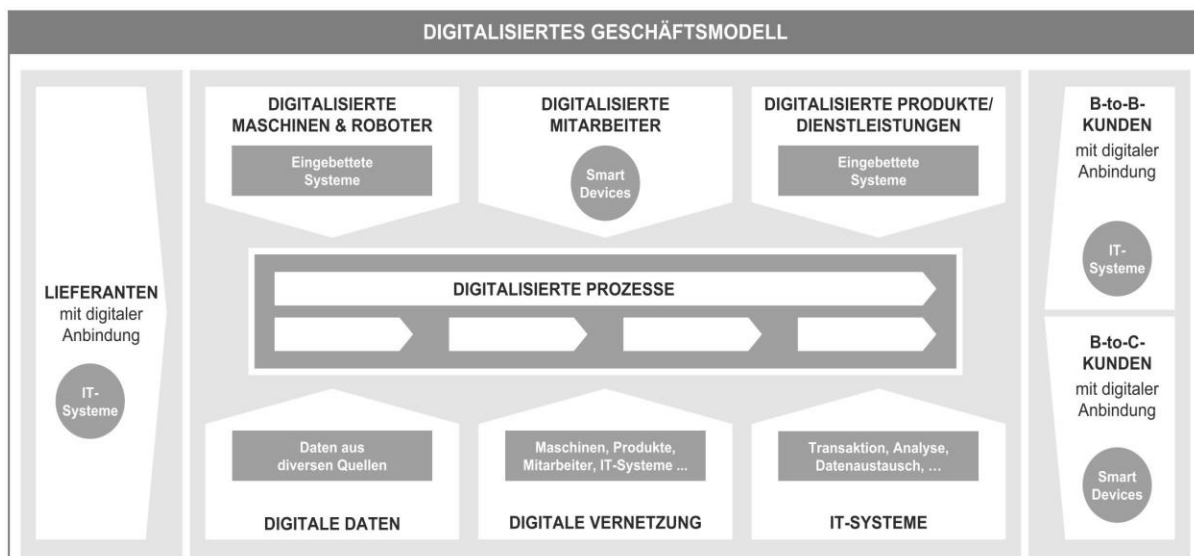 DIGITALISIERTES GESCHÄFTSMODELL
LIEFERANTEN
mit digitaler
Anbindung
IT-
Systeme
DIGITALISIERTE
MASCHINEN & ROBOTER
Eingebettete
Systeme
DIGITALISIERTE
MITARBEITER
Smart
Devices
DIGITALISIERTE PRODUKTE/
DIENSTLEISTUNGEN
Eingebettete
Systeme
DIGITALISIERTE PROZESSE
Daten aus
diversen Quellen
DIGITALE DATEN
Maschinen, Produkte,
Mitarbeiter, IT-Systeme ...
DIGITALE VERNETZUNG
Transaktion, Analyse,
Datenaustausch, …
IT-SYSTEME
B-to-B-
KUNDEN
mit digitaler
Anbindung
IT-
Systeme
B-to-C-
KUNDEN
mit digitaler
Anbindung
Smart
Devices